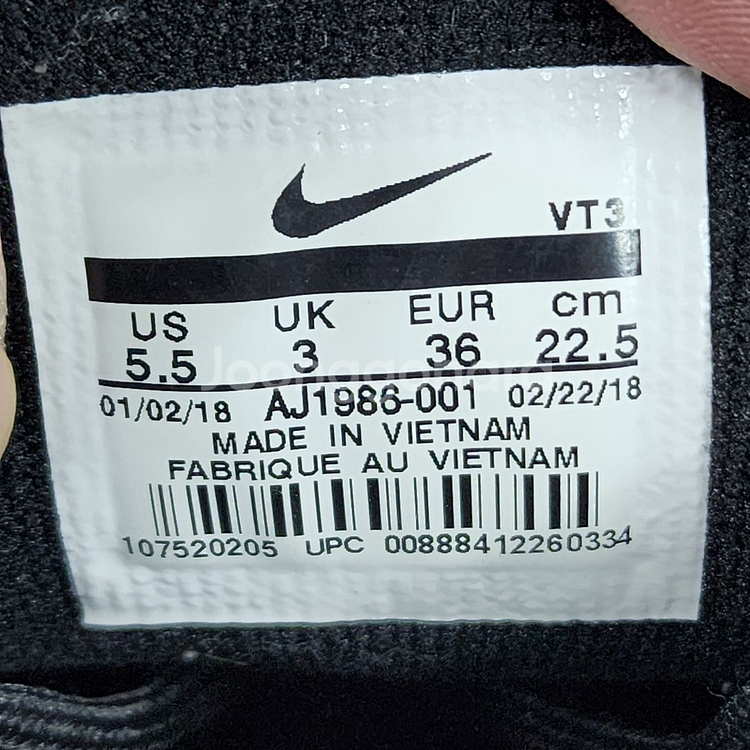 VT3
US UK EUR cm
5.5 3 36 22.5
01/02/18 AJ1986-001 02/22/18
MADE IN VIETNAM
FABRIQUE AU VIETNAM
107520205 UPC 00888412260334
Joonggonara